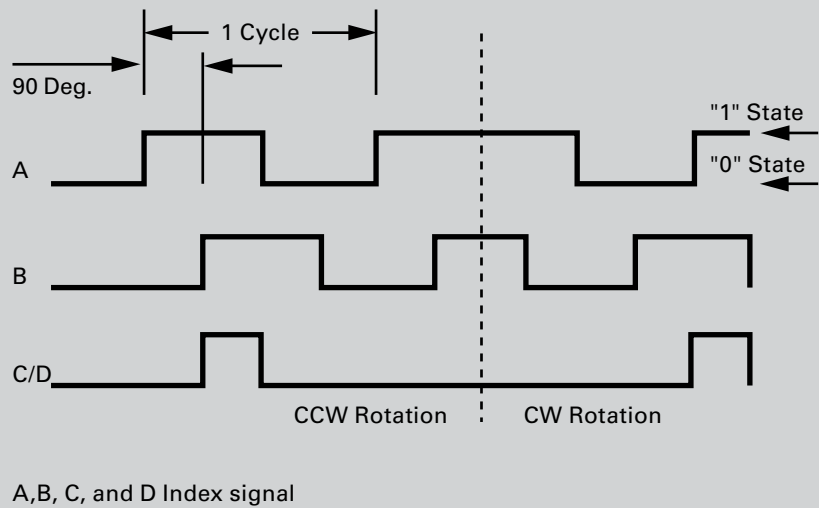 1 Cycle
90 Deg.
"1" State
A
"0" State
B
C/D
CCW Rotation
CW Rotation
A,B, C, and D Index signal